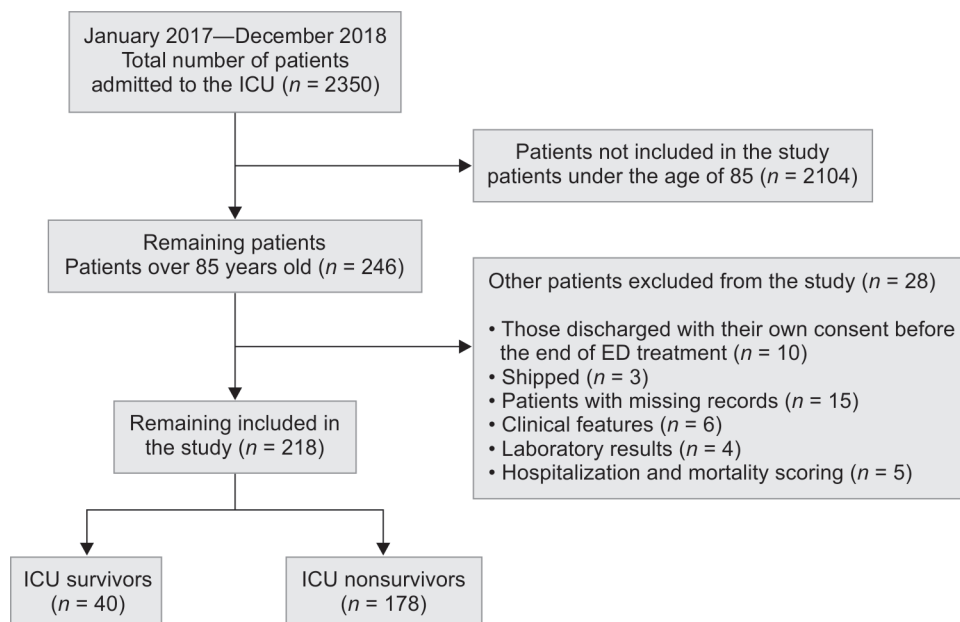 January 2017—December 2018
Total number of patients
admitted to the ICU (n = 2350)
Patients not included in the study
patients under the age of 85 (n = 2104)
Remaining patients
Patients over 85 years old (n = 246)
Other patients excluded from the study (n = 28)
• Those discharged with their own consent before
the end of ED treatment (n = 10)
• Shipped (n = 3)
• Patients with missing records (n = 15)
• Clinical features (n = 6)
• Laboratory results (n = 4)
• Hospitalization and mortality scoring (n = 5)
Remaining included in
the study (n = 218)
ICU survivors
(n = 40)
ICU nonsurvivors
(n = 178)